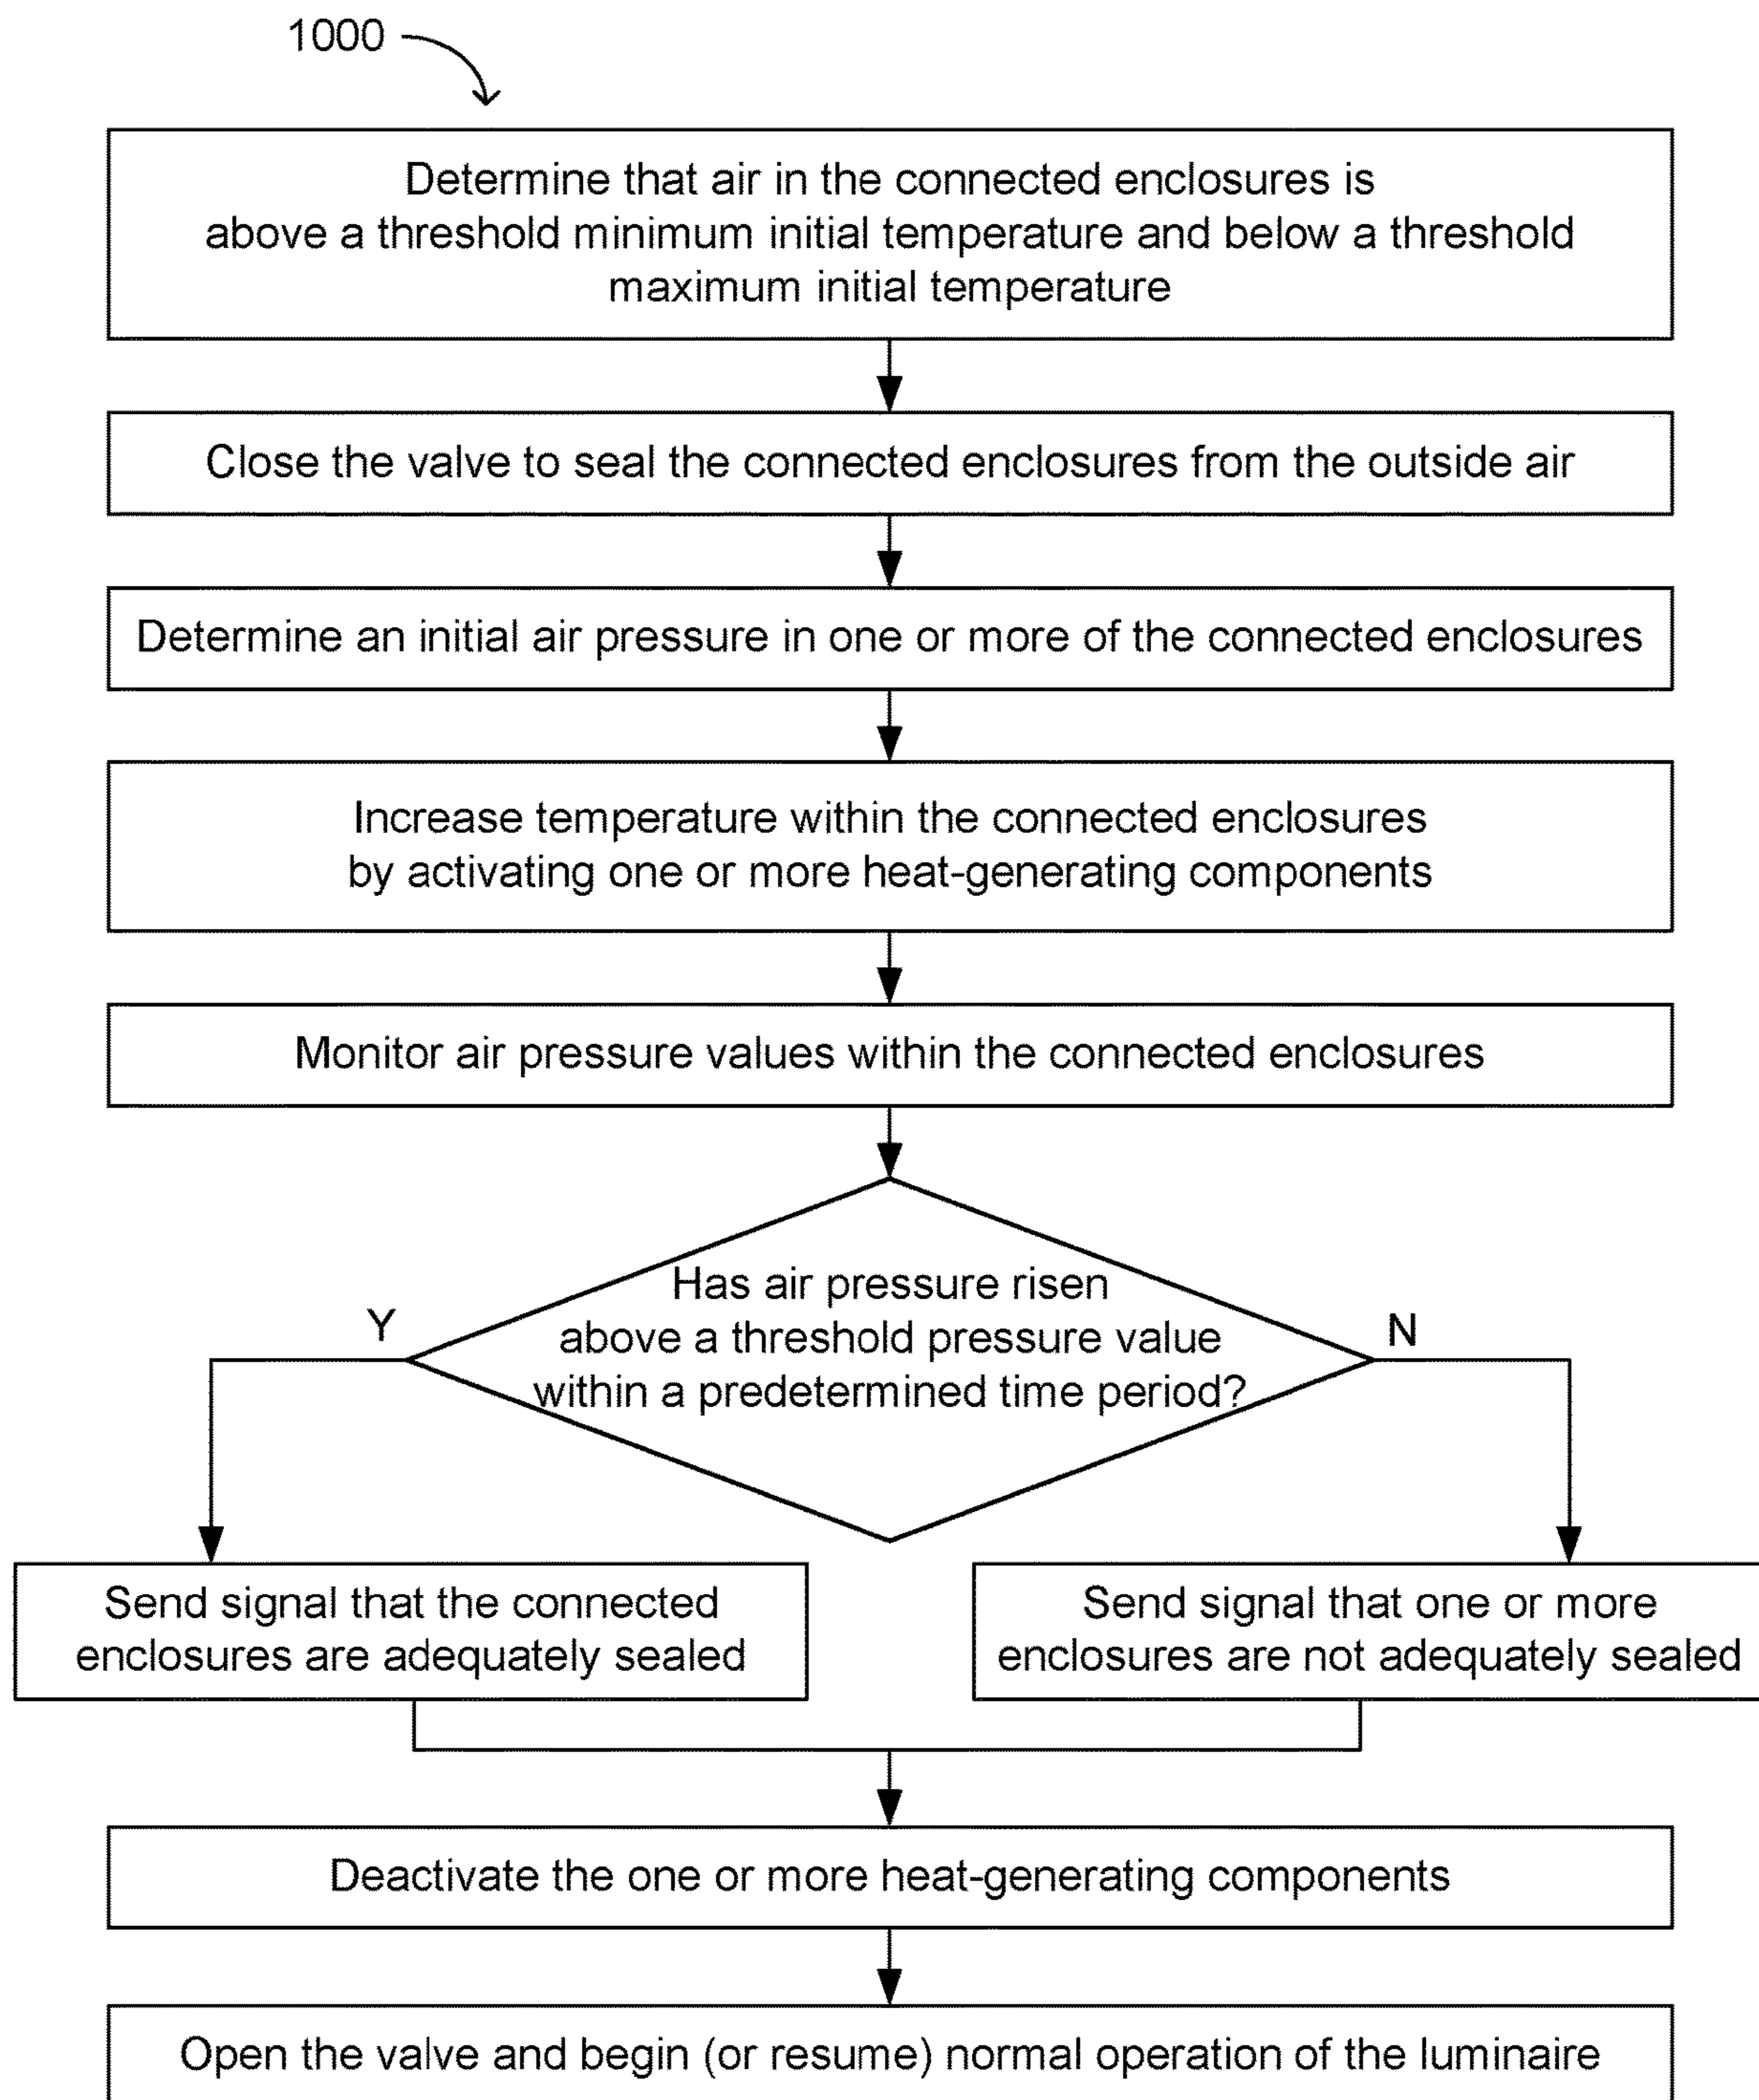 1000
Determine that air in the connected enclosures is
above a threshold minimum initial temperature and below a threshold
maximum initial temperature
Close the valve to seal the connected enclosures from the outside air
Determine an initial air pressure in one or more of the connected enclosures
Increase temperature within the connected enclosures
by activating one or more heat-generating components
Monitor air pressure values within the connected enclosures
Has air pressure risen
above a threshold pressure value
within a predetermined time period?
Y
N
Send signal that the connected
enclosures are adequately sealed
Send signal that one or more
enclosures are not adequately sealed
Deactivate the one or more heat-generating components
Open the valve and begin (or resume) normal operation of the luminaire